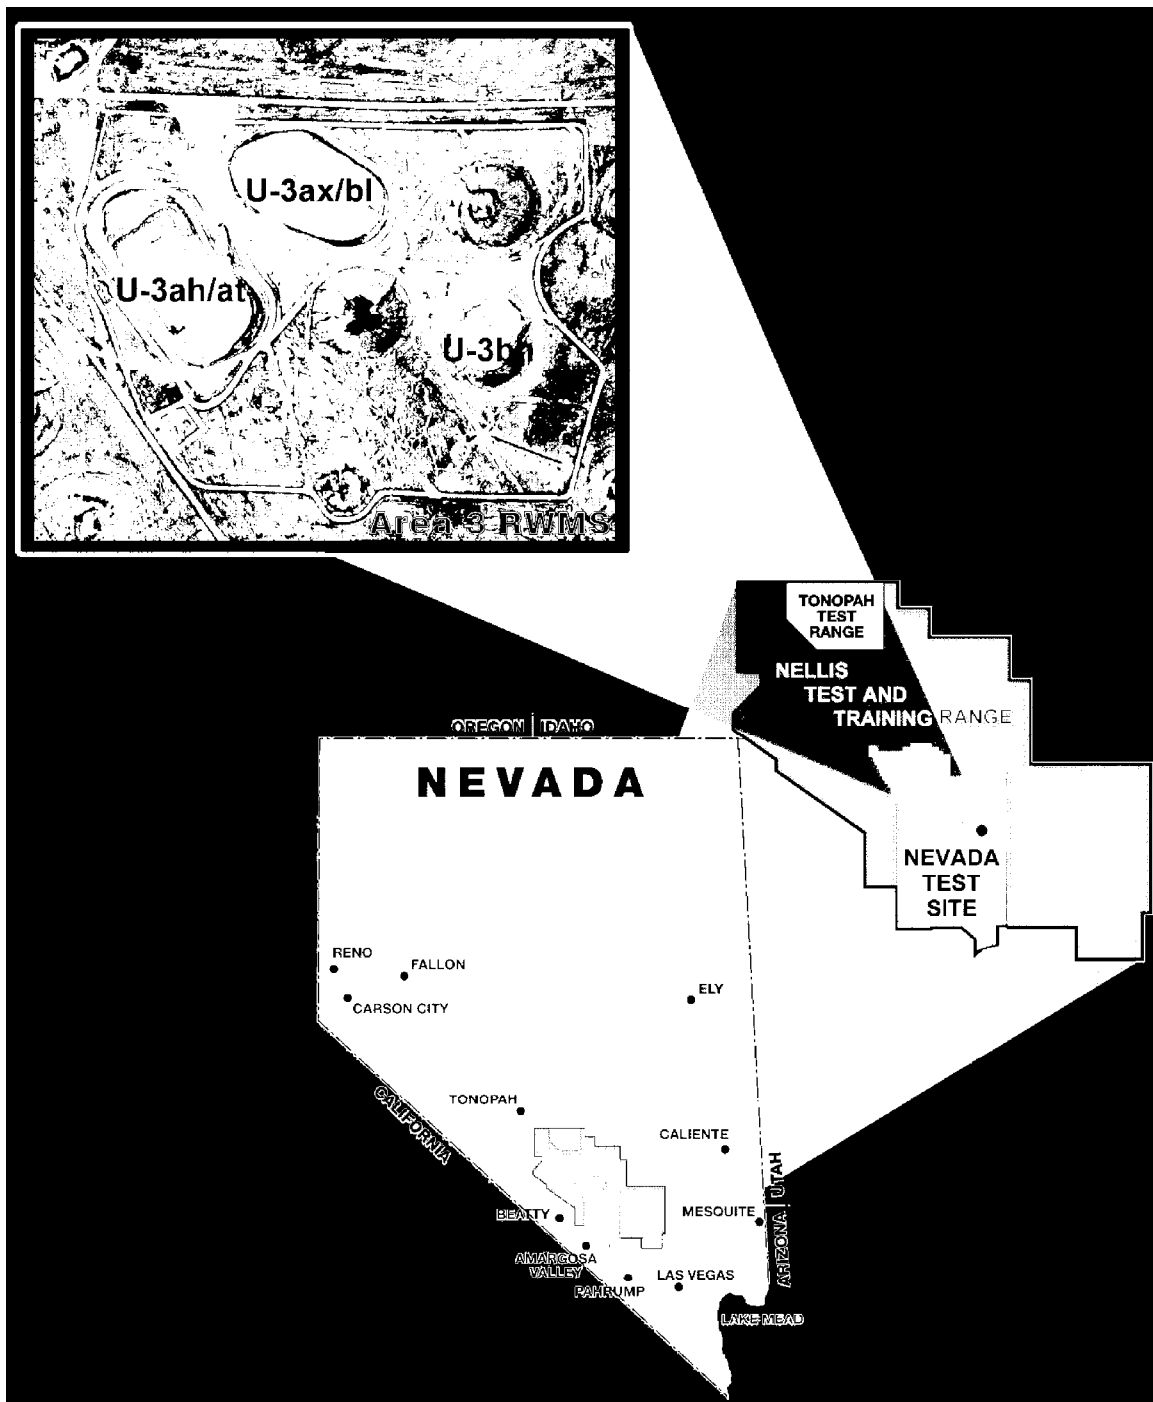 U-3ax/bl
U-3ah/at
U-3bh
Area 3 RWMS
TONOPAH
TEST
RANGE
NELLIS
TEST AND
TRAINING RANGE
OREGON | IDAHO
NEVADA
NEVADA
TEST
SITE
RENO
FALLON
CARSON CITY
ELY
TONOPAH
CALIFORNIA
CALIENTE
UTAH
ARIZONA
MESQUITE
BEATTY
AMARGOSA
VALLEY
PAHRUMP
LAS VEGAS
LAKE MEAD